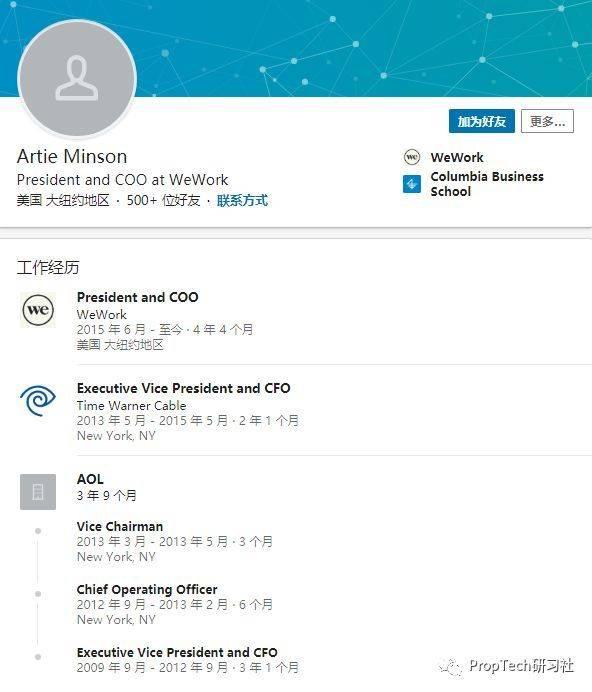 加为好友
更多...
Artie Minson
President and COO at WeWork
美国 大纽约地区 · 500+ 位好友 · 联系方式
we WeWork
Columbia Business
School
工作经历
we
President and COO
WeWork
2015 年 6 月 - 至今 · 4 年 4 个月
美国 大纽约地区
Executive Vice President and CFO
Time Warner Cable
2013 年 5 月 - 2015 年 5 月 · 2 年 1 个月
New York, NY
AOL
3 年 9 个月
Vice Chairman
2013 年 3 月 - 2013 年 5 月 · 3 个月
New York, NY
Chief Operating Officer
2012 年 9 月 - 2013 年 2 月 · 6 个月
New York, NY
Executive Vice President and CFO
2009 年 9 月 - 2012 年 9 月 · 3 年 1 个月
PropTech研习社